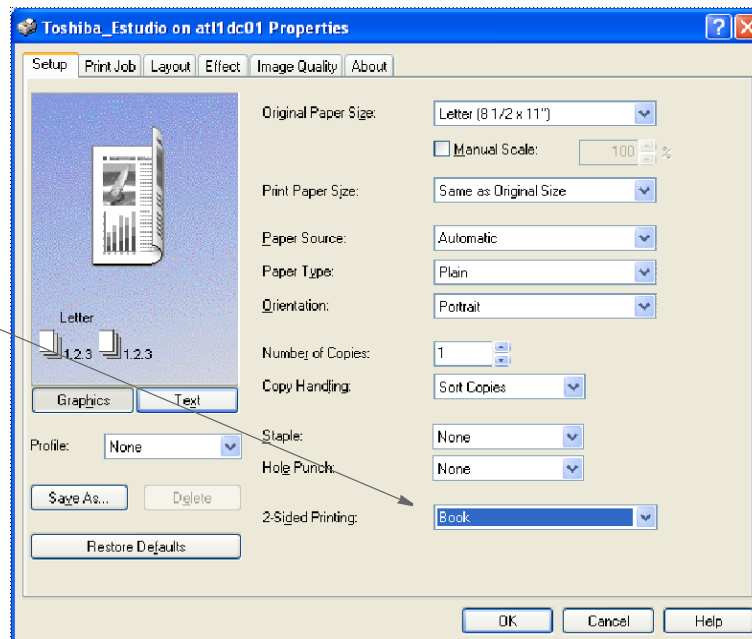 Toshiba_Estudio on atl1dc01 Properties
Setup Print Job Layout Effect Image Quality About
Original Paper Size: Letter (8 1/2 x 11")
Manual Scale: 100 %
Print Paper Size: Same as Original Size
Paper Source: Automatic
Paper Type: Plain
Orientation: Portrait
Letter
1.2.3 1.2.3
Number of Copies: 1
Copy Handling: Sort Copies
Graphics Text
Staple: None
Profile: None
Hole Punch: None
Save As... Delete
2-Sided Printing: Book
Restore Defaults
OK Cancel Help